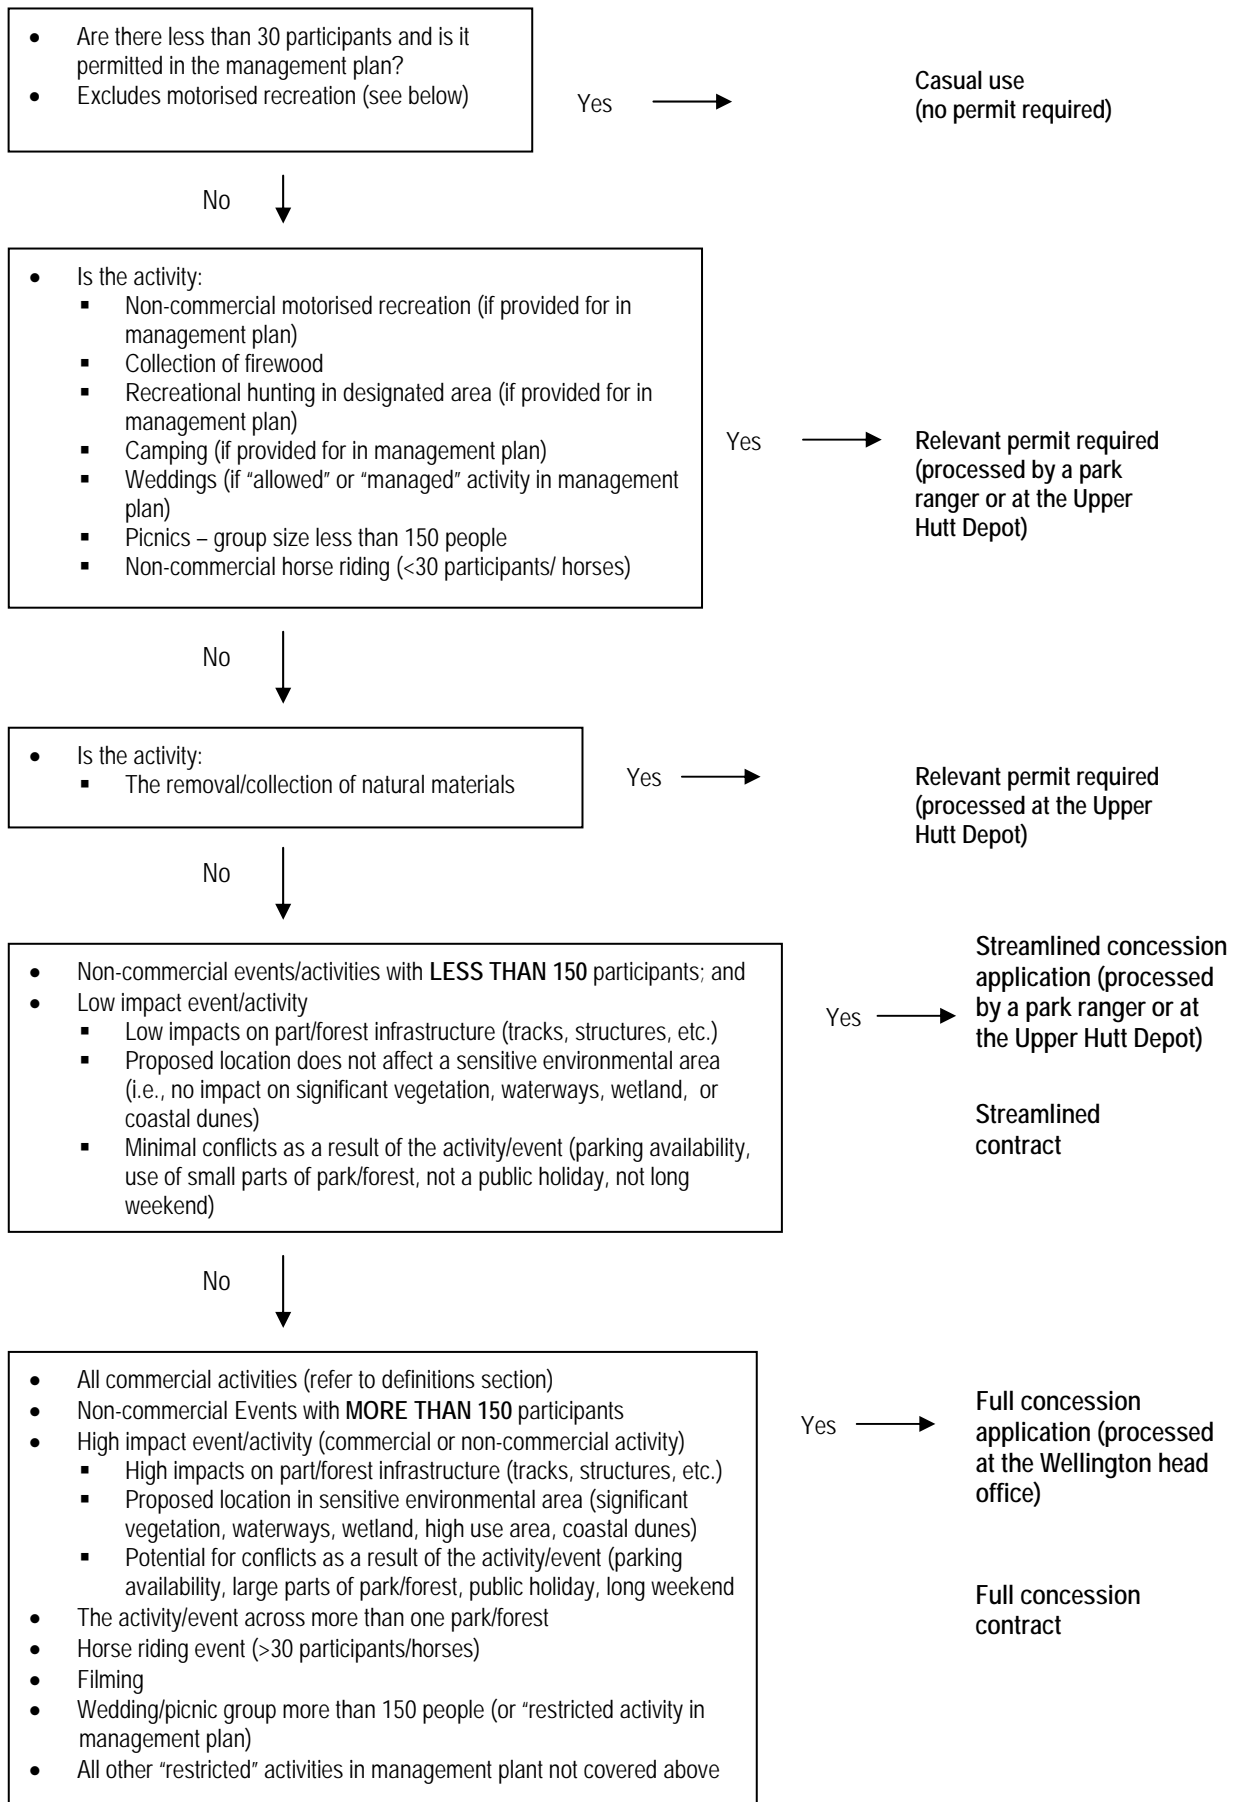 • Are there less than 30 participants and is it
permitted in the management plan?
• Excludes motorised recreation (see below)
Yes
Casual use
(no permit required)
No
• Is the activity:
▪ Non-commercial motorised recreation (if provided for in
management plan)
▪ Collection of firewood
▪ Recreational hunting in designated area (if provided for in
management plan)
▪ Camping (if provided for in management plan)
▪ Weddings (if “allowed” or “managed” activity in management
plan)
▪ Picnics – group size less than 150 people
▪ Non-commercial horse riding (<30 participants/ horses)
Yes
Relevant permit required
(processed by a park
ranger or at the Upper
Hutt Depot)
No
• Is the activity:
▪ The removal/collection of natural materials
Yes
Relevant permit required
(processed at the Upper
Hutt Depot)
No
• Non-commercial events/activities with LESS THAN 150 participants; and
• Low impact event/activity
▪ Low impacts on part/forest infrastructure (tracks, structures, etc.)
▪ Proposed location does not affect a sensitive environmental area
(i.e., no impact on significant vegetation, waterways, wetland, or
coastal dunes)
▪ Minimal conflicts as a result of the activity/event (parking availability,
use of small parts of park/forest, not a public holiday, not long
weekend)
Yes
Streamlined concession
application (processed
by a park ranger or at
the Upper Hutt Depot)
Streamlined
contract
No
• All commercial activities (refer to definitions section)
• Non-commercial Events with MORE THAN 150 participants
• High impact event/activity (commercial or non-commercial activity)
▪ High impacts on part/forest infrastructure (tracks, structures, etc.)
▪ Proposed location in sensitive environmental area (significant
vegetation, waterways, wetland, high use area, coastal dunes)
▪ Potential for conflicts as a result of the activity/event (parking
availability, large parts of park/forest, public holiday, long weekend
• The activity/event across more than one park/forest
• Horse riding event (>30 participants/horses)
• Filming
• Wedding/picnic group more than 150 people (or “restricted activity in
management plan)
• All other “restricted” activities in management plant not covered above
Yes
Full concession
application (processed
at the Wellington head
office)
Full concession
contract